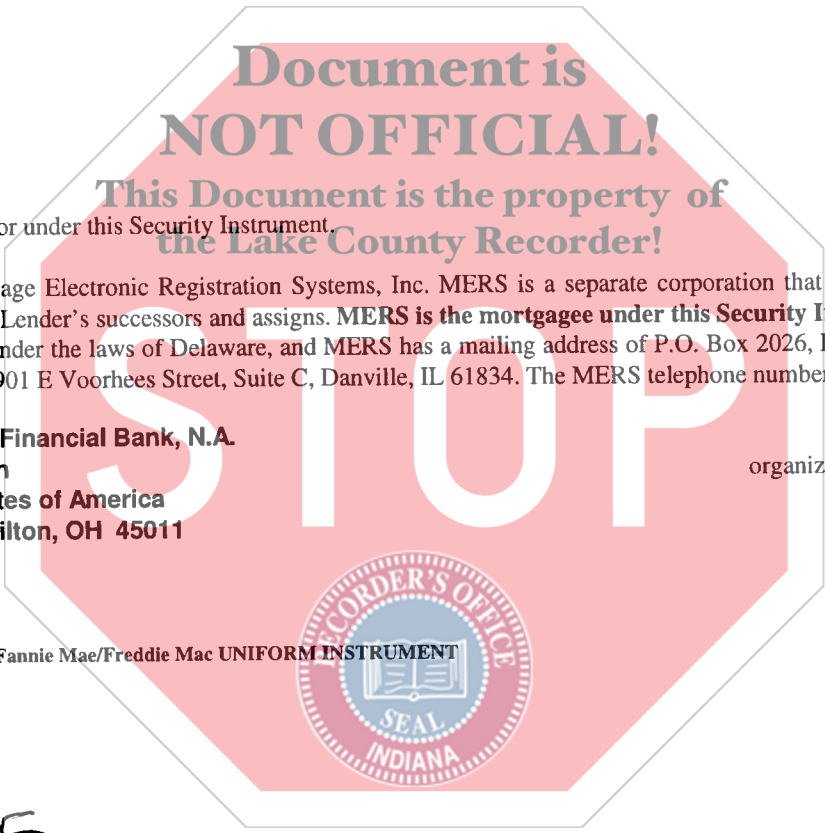 Document is
NOT OFFICIAL!
This Document is the property of
or under this Security Instrument.
the Lake County Recorder!
age Electronic Registration Systems, Inc. MERS is a separate corporation that
Lender's successors and assigns. MERS is the mortgagee under this Security I
nder the laws of Delaware, and MERS has a mailing address of P.O. Box 2026,
901 E Voorhees Street, Suite C, Danville, IL 61834. The MERS telephone number
STOP
Financial Bank, N.A.
n organiz
tes of America
ilton, OH 45011
RECORDER'S OFFICE
Fannie Mae/Freddie Mac UNIFORM INSTRUMENT
SEAL
INDIANA